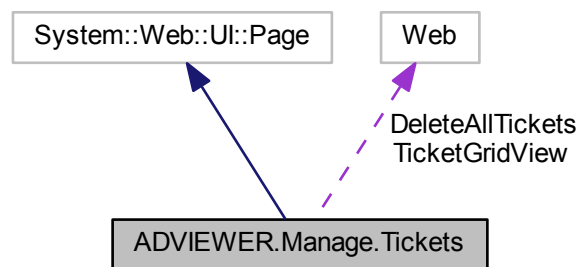 System::Web::UI::Page
Web
DeleteAllTickets
TicketGridView
ADVIEWER.Manage.Tickets